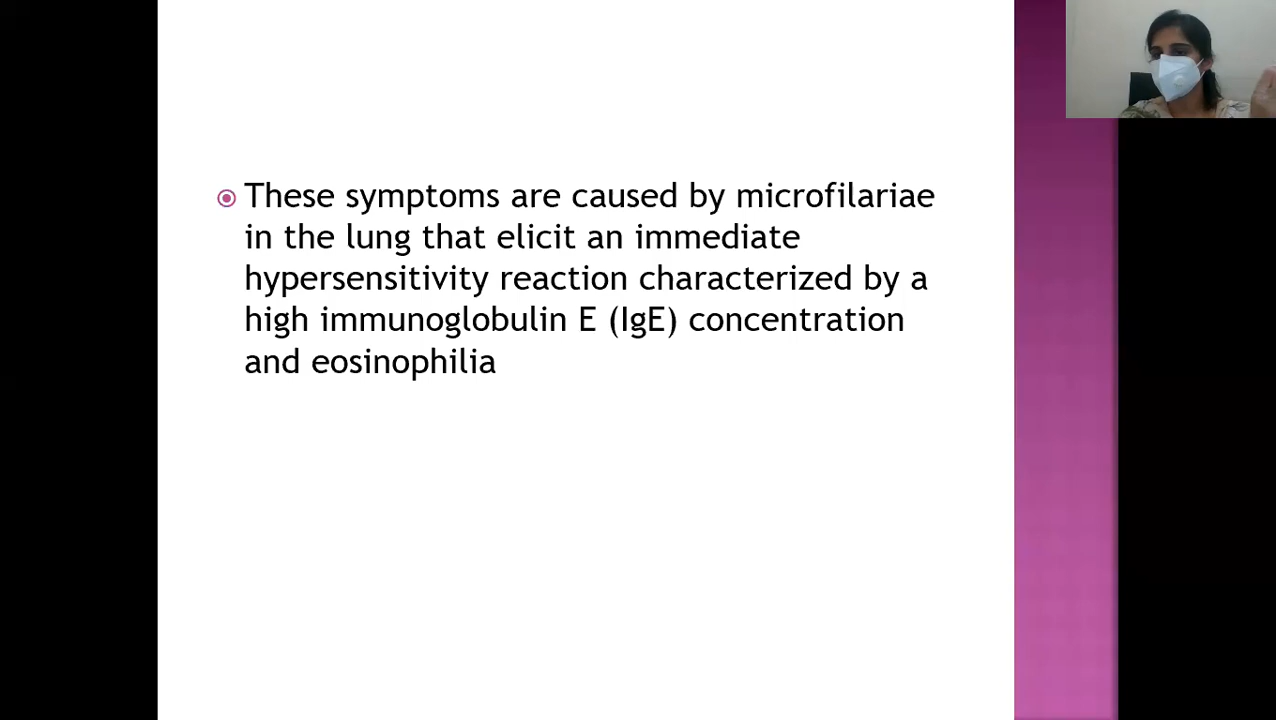 These symptoms are caused by microfilariae
in the lung that elicit an immediate
hypersensitivity reaction characterized by a
high immunoglobulin E (IgE) concentration
and eosinophilia